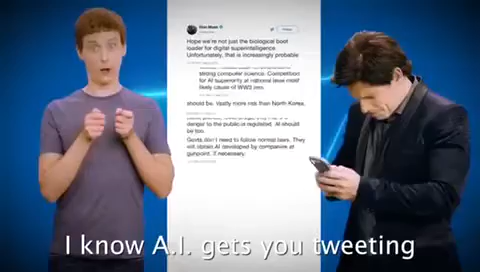 Elon Musk
Hope we're not just the biological boot
loader for digital superintelligence.
Unfortunately, that is increasingly probable
strong computer science. Competition
for AI superiority at national level most
likely cause of WW3 imo.
should be. Vastly more risk than North Korea.
danger to the public is regulated. AI should
be too.
Govts don't need to follow normal laws. They
will obtain AI developed by companies at
gunpoint, if necessary.
I know A.I. gets you tweeting